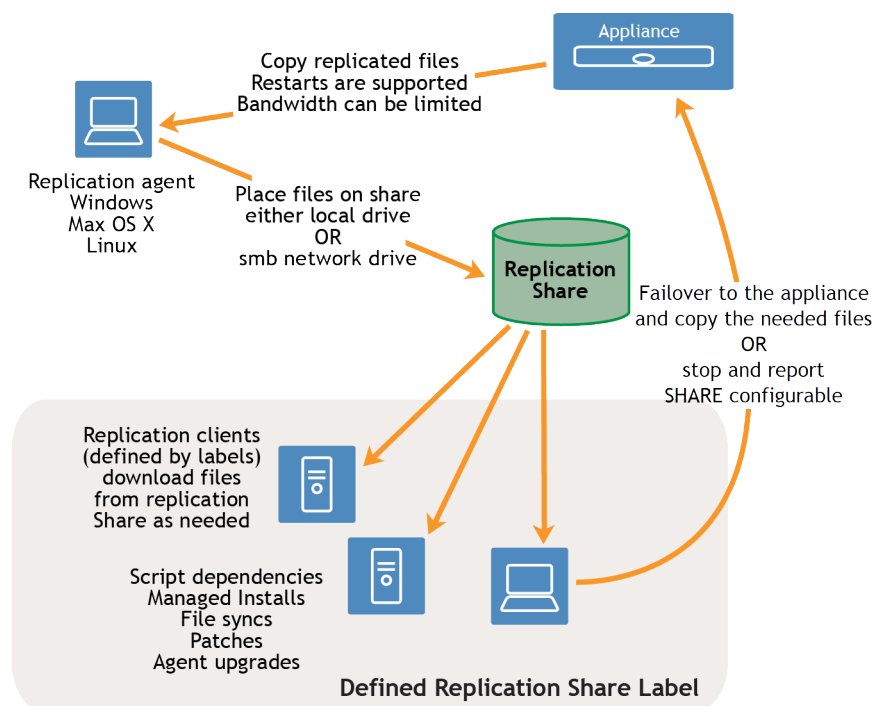 Appliance
Copy replicated files
Restarts are supported
Bandwidth can be limited
Replication agent
Windows
Max OS X
Linux
Place files on share
either local drive
OR
smb network drive
Replication
Share
Failover to the appliance
and copy the needed files
OR
stop and report
SHARE configurable
Replication clients
(defined by labels)
download files
from replication
Share as needed
Script dependencies
Managed Installs
File syncs
Patches
Agent upgrades
Defined Replication Share Label